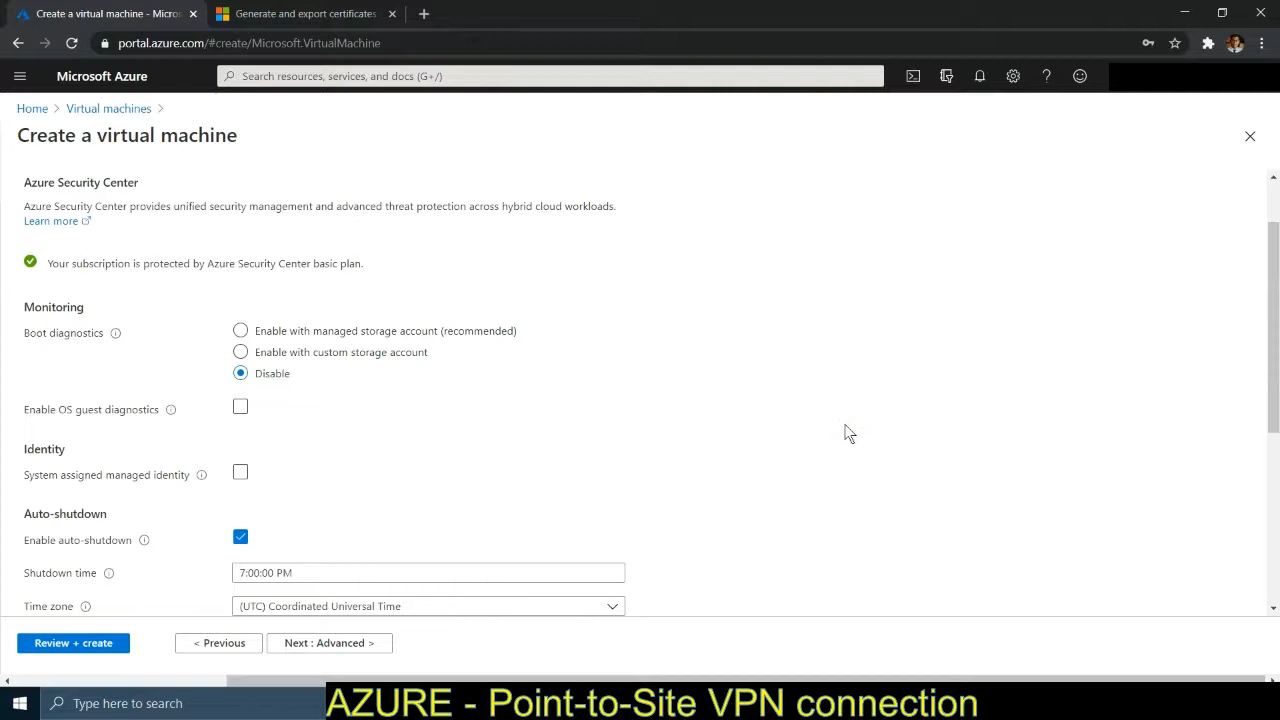 Create a virtual machine - Micros
Generate and export certificates
portal.azure.com/#create/Microsoft.VirtualMachine
Microsoft Azure
Search resources, services, and docs (G+/)
Home > Virtual machines >
Create a virtual machine
Azure Security Center
Azure Security Center provides unified security management and advanced threat protection across hybrid cloud workloads.
Learn more
Your subscription is protected by Azure Security Center basic plan.
Monitoring
Boot diagnostics
Enable with managed storage account (recommended)
Enable with custom storage account
Disable
Enable OS guest diagnostics
Identity
System assigned managed identity
Auto-shutdown
Enable auto-shutdown
Shutdown time
7:00:00 PM
Time zone
(UTC) Coordinated Universal Time
Review + create
< Previous
Next : Advanced >
Type here to search
AZURE - Point-to-Site VPN connection